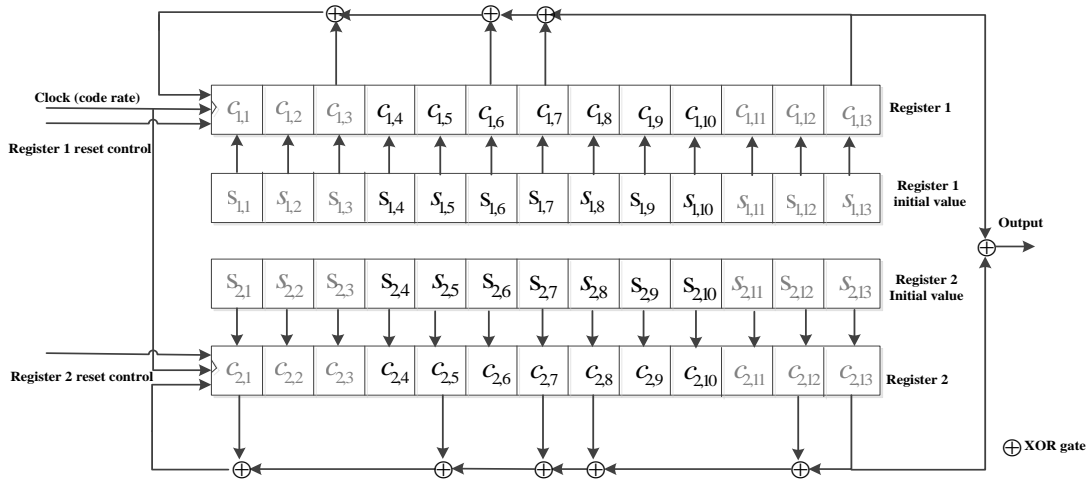 Clock (code rate)
Register 1 reset control
c1,1 c1,2 c1,3 c1,4 c1,5 c1,6 c1,7 c1,8 c1,9 c1,10 c1,11 c1,12 c1,13
Register 1
s1,1 s1,2 s1,3 s1,4 s1,5 s1,6 s1,7 s1,8 s1,9 s1,10 s1,11 s1,12 s1,13
Register 1
initial value
Output
s2,1 s2,2 s2,3 s2,4 s2,5 s2,6 s2,7 s2,8 s2,9 s2,10 s2,11 s2,12 s2,13
Register 2
Initial value
Register 2 reset control
c2,1 c2,2 c2,3 c2,4 c2,5 c2,6 c2,7 c2,8 c2,9 c2,10 c2,11 c2,12 c2,13
Register 2
XOR gate